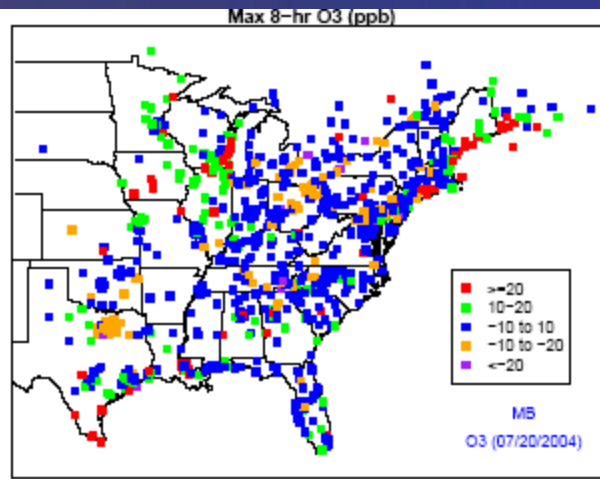 Max 8-hr O3 (ppb)
>=20
10-20
-10 to 10
-10 to -20
<-20
MB
O3 (07/20/2004)